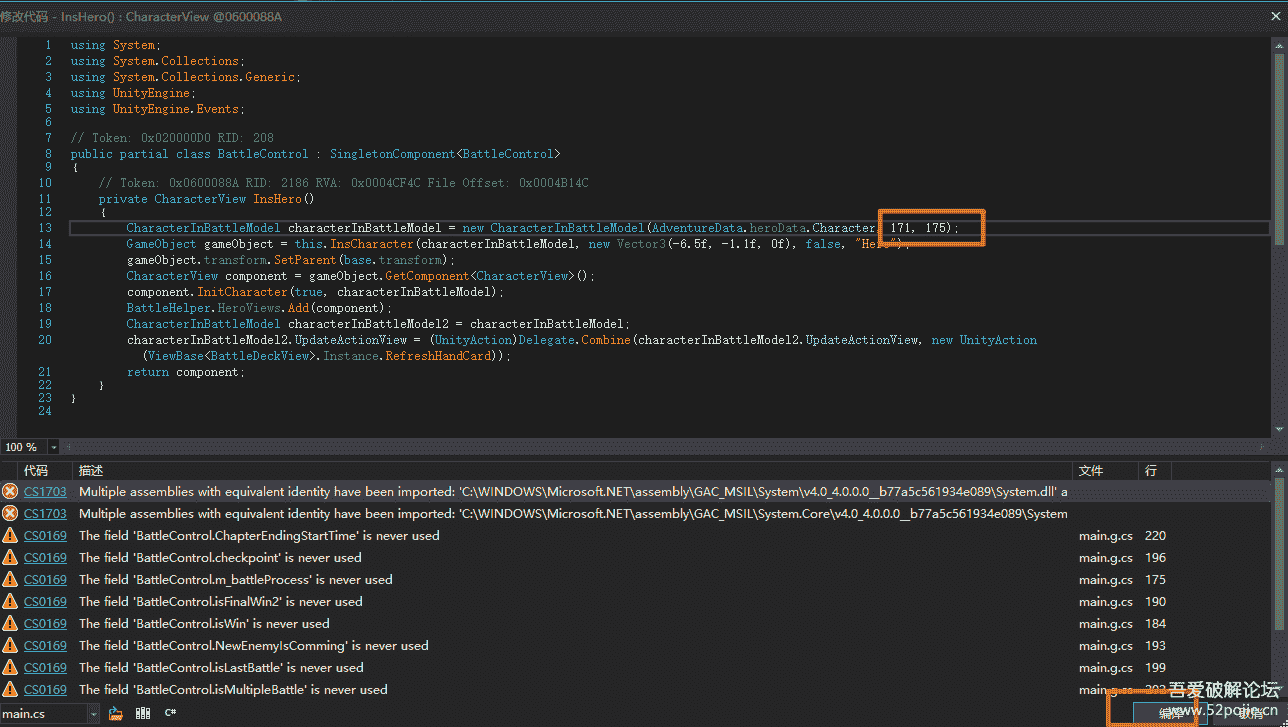 修改代码 - InsHero() : CharacterView @0600088A
1 using System;
2 using System.Collections;
3 using System.Collections.Generic;
4 using UnityEngine;
5 using UnityEngine.Events;
6
7 // Token: 0x020000D0 RID: 208
8 public partial class BattleControl : SingletonComponent<BattleControl>
9 {
10 // Token: 0x0600088A RID: 2186 RVA: 0x0004CF4C File Offset: 0x0004B14C
11 private CharacterView InsHero()
12 {
13 CharacterInBattleModel characterInBattleModel = new CharacterInBattleModel(AdventureData.heroData.Character, 171, 175);
14 GameObject gameObject = this.InsCharacter(characterInBattleModel, new Vector3(-6.5f, -1.1f, 0f), false, "Hero");
15 gameObject.transform.SetParent(base.transform);
16 CharacterView component = gameObject.GetComponent<CharacterView>();
17 component.InitCharacter(true, characterInBattleModel);
18 BattleHelper.HeroViews.Add(component);
19 CharacterInBattleModel characterInBattleModel2 = characterInBattleModel;
20 characterInBattleModel2.UpdateActionView = (UnityAction)Delegate.Combine(characterInBattleModel2.UpdateActionView, new UnityAction
(ViewBase<BattleDeckView>.Instance.RefreshHandCard));
21 return component;
22 }
23 }
24
100 %
代码 描述 文件 行
CS1703 Multiple assemblies with equivalent identity have been imported: 'C:\WINDOWS\Microsoft.NET\assembly\GAC_MSIL\System\v4.0_4.0.0.0__b77a5c561934e089\System.dll' a
CS1703 Multiple assemblies with equivalent identity have been imported: 'C:\WINDOWS\Microsoft.NET\assembly\GAC_MSIL\System.Core\v4.0_4.0.0.0__b77a5c561934e089\System
CS0169 The field 'BattleControl.ChapterEndingStartTime' is never used main.g.cs 220
CS0169 The field 'BattleControl.checkpoint' is never used main.g.cs 196
CS0169 The field 'BattleControl.m_battleProcess' is never used main.g.cs 175
CS0169 The field 'BattleControl.isFinalWin2' is never used main.g.cs 190
CS0169 The field 'BattleControl.isWin' is never used main.g.cs 184
CS0169 The field 'BattleControl.NewEnemyIsComming' is never used main.g.cs 193
CS0169 The field 'BattleControl.isLastBattle' is never used main.g.cs 199
CS0169 The field 'BattleControl.isMultipleBattle' is never used main.g.cs
吾爱破解论坛
main.cs C# 编译 取消
www.52pojie.cn